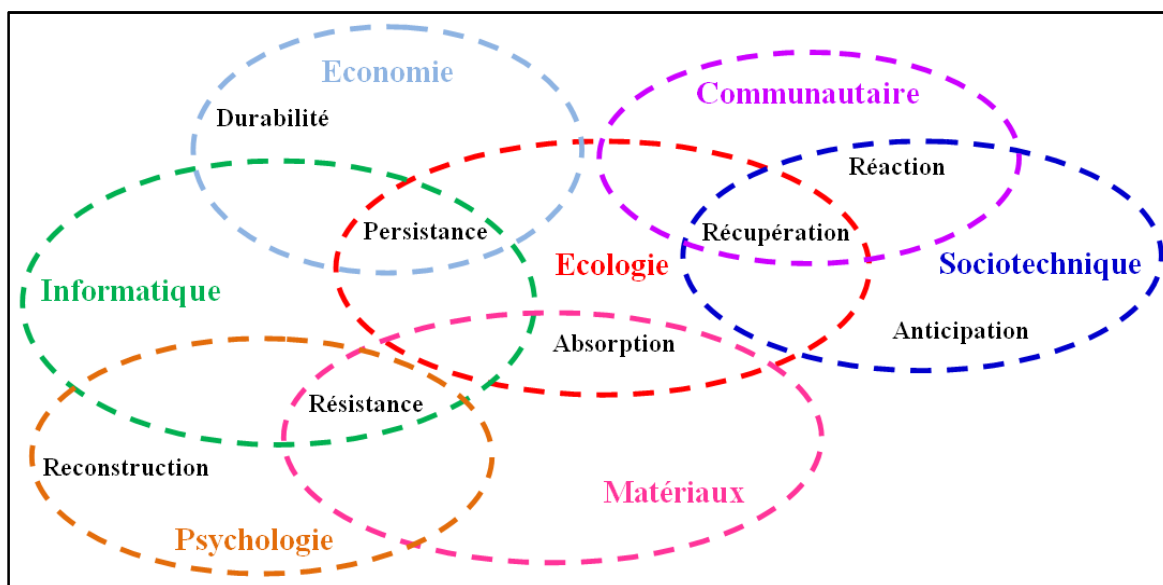 Economie
Communautaire
Durabilité
Réaction
Persistance
Récupération
Ecologie
Sociotechnique
Informatique
Anticipation
Absorption
Résistance
Reconstruction
Matériaux
Psychologie